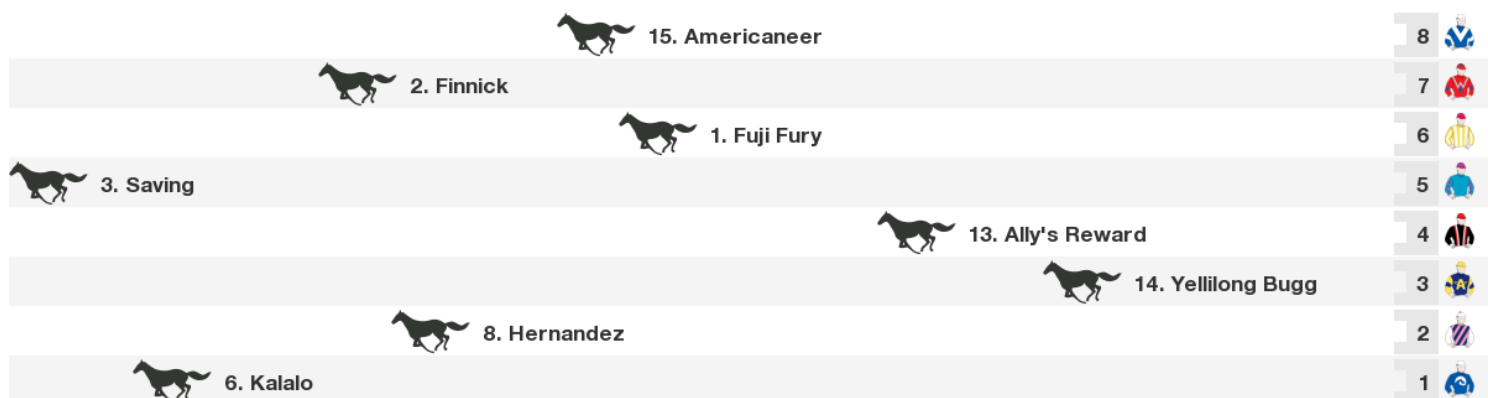 15. Americaneer 8
2. Finnick 7
1. Fuji Fury 6
3. Saving 5
13. Ally's Reward 4
14. Yellilong Bugg 3
8. Hernandez 2
6. Kalalo 1